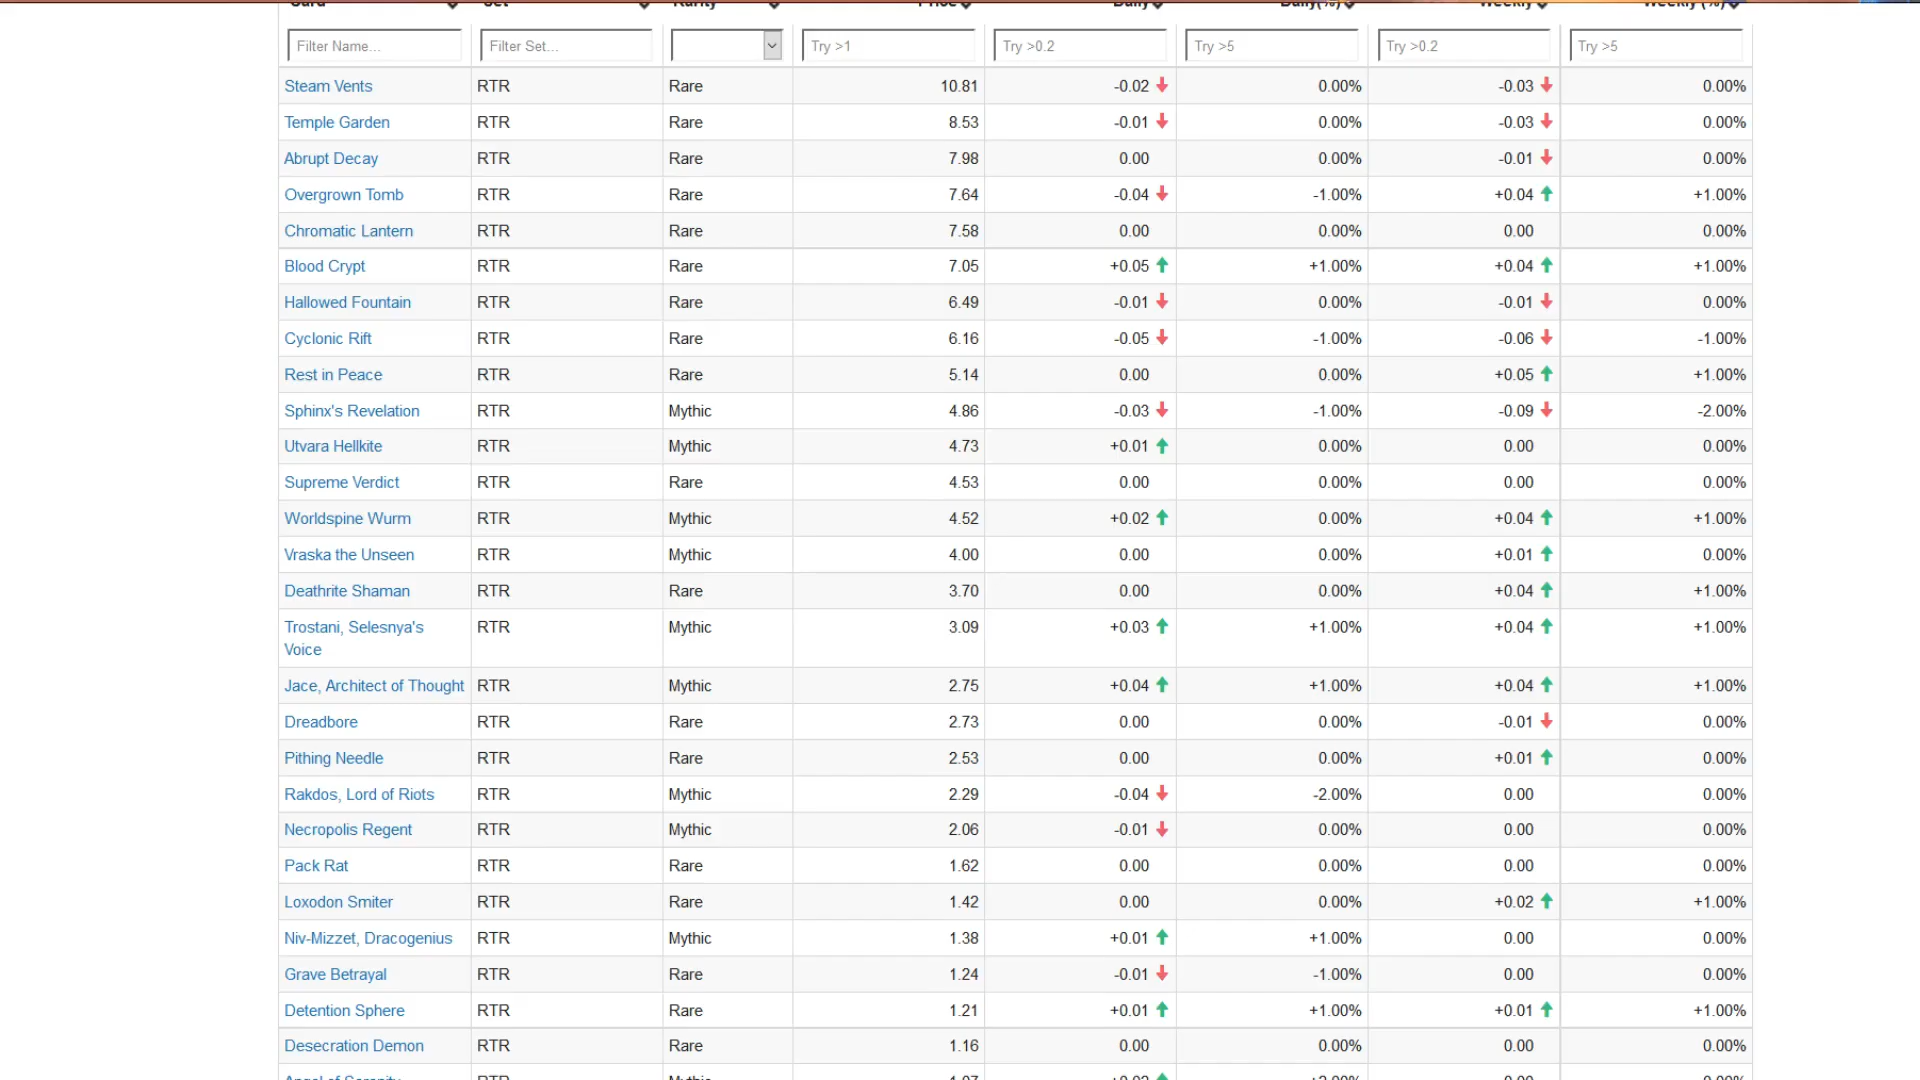 Card Set Rarity Price Daily Daily(%) Weekly Weekly (%)
Filter Name... Filter Set... Try >1 Try >0.2 Try >5 Try >0.2 Try >5
Steam Vents RTR Rare 10.81 -0.02 0.00% -0.03 0.00%
Temple Garden RTR Rare 8.53 -0.01 0.00% -0.03 0.00%
Abrupt Decay RTR Rare 7.98 0.00 0.00% -0.01 0.00%
Overgrown Tomb RTR Rare 7.64 -0.04 -1.00% +0.04 +1.00%
Chromatic Lantern RTR Rare 7.58 0.00 0.00% 0.00 0.00%
Blood Crypt RTR Rare 7.05 +0.05 +1.00% +0.04 +1.00%
Hallowed Fountain RTR Rare 6.49 -0.01 0.00% -0.01 0.00%
Cyclonic Rift RTR Rare 6.16 -0.05 -1.00% -0.06 -1.00%
Rest in Peace RTR Rare 5.14 0.00 0.00% +0.05 +1.00%
Sphinx's Revelation RTR Mythic 4.86 -0.03 -1.00% -0.09 -2.00%
Utvara Hellkite RTR Mythic 4.73 +0.01 0.00% 0.00 0.00%
Supreme Verdict RTR Rare 4.53 0.00 0.00% 0.00 0.00%
Worldspine Wurm RTR Mythic 4.52 +0.02 0.00% +0.04 +1.00%
Vraska the Unseen RTR Mythic 4.00 0.00 0.00% +0.01 0.00%
Deathrite Shaman RTR Rare 3.70 0.00 0.00% +0.04 +1.00%
Trostani, Selesnya's RTR Mythic 3.09 +0.03 +1.00% +0.04 +1.00%
Voice
Jace, Architect of Thought RTR Mythic 2.75 +0.04 +1.00% +0.04 +1.00%
Dreadbore RTR Rare 2.73 0.00 0.00% -0.01 0.00%
Pithing Needle RTR Rare 2.53 0.00 0.00% +0.01 0.00%
Rakdos, Lord of Riots RTR Mythic 2.29 -0.04 -2.00% 0.00 0.00%
Necropolis Regent RTR Mythic 2.06 -0.01 0.00% 0.00 0.00%
Pack Rat RTR Rare 1.62 0.00 0.00% 0.00 0.00%
Loxodon Smiter RTR Rare 1.42 0.00 0.00% +0.02 +1.00%
Niv-Mizzet, Dracogenius RTR Mythic 1.38 +0.01 +1.00% 0.00 0.00%
Grave Betrayal RTR Rare 1.24 -0.01 -1.00% 0.00 0.00%
Detention Sphere RTR Rare 1.21 +0.01 +1.00% +0.01 +1.00%
Desecration Demon RTR Rare 1.16 0.00 0.00% 0.00 0.00%